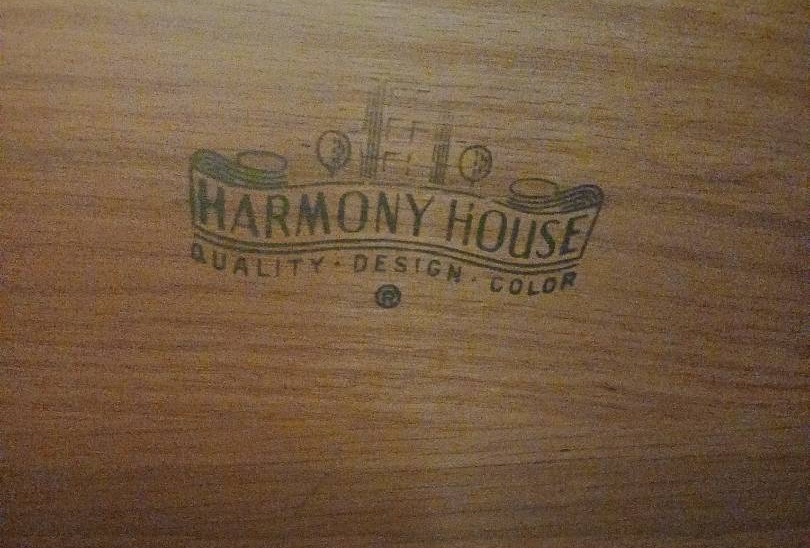 HARMONY HOUSE
QUALITY · DESIGN · COLOR
®